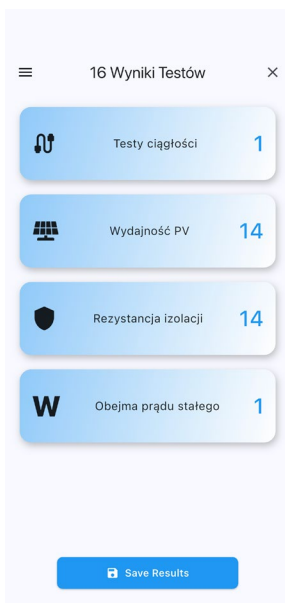 16 Wyniki Testów
Testy ciągłości 1
Wydajność PV 14
Rezystancja izolacji 14
W Obejma prądu stałego 1
Save Results